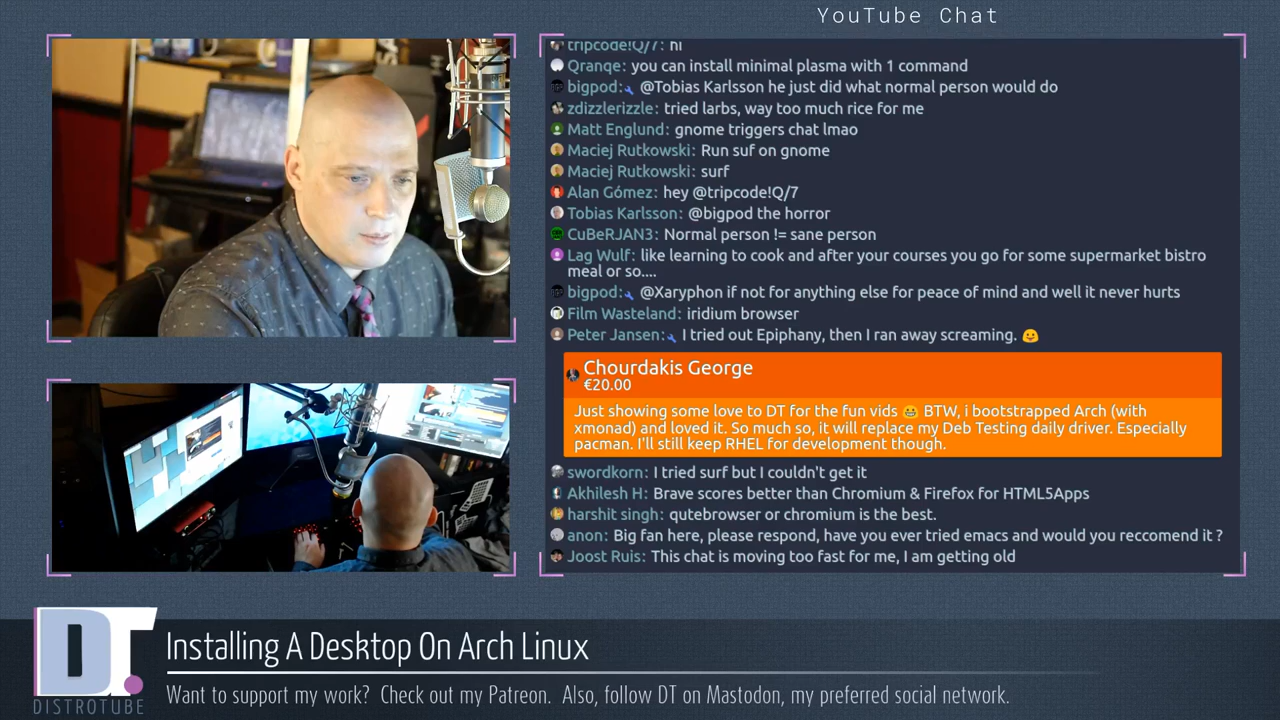 YouTube Chat
tripcode!Q/7: hi
Qranqe: you can install minimal plasma with 1 command
bigpod: @Tobias Karlsson he just did what normal person would do
zdizzlerizzle: tried larbs, way too much rice for me
Matt Englund: gnome triggers chat lmao
Maciej Rutkowski: Run suf on gnome
Maciej Rutkowski: surf
Alan Gómez: hey @tripcode!Q/7
Tobias Karlsson: @bigpod the horror
CuBeRJAN3: Normal person != sane person
Lag Wulf: like learning to cook and after your courses you go for some supermarket bistro
meal or so....
bigpod: @Xaryphon if not for anything else for peace of mind and well it never hurts
Film Wasteland: iridium browser
Peter Jansen: I tried out Epiphany, then I ran away screaming. 🙂
Chourdakis George
€20.00
Just showing some love to DT for the fun vids 😄 BTW, i bootstrapped Arch (with
xmonad) and loved it. So much so, it will replace my Deb Testing daily driver. Especially
pacman. I'll still keep RHEL for development though.
swordkorn: I tried surf but I couldn't get it
Akhilesh H: Brave scores better than Chromium & Firefox for HTML5Apps
harshit singh: qutebrowser or chromium is the best.
anon: Big fan here, please respond, have you ever tried emacs and would you reccomend it ?
Joost Ruis: This chat is moving too fast for me, I am getting old
DT
DISTROTUBE
Installing A Desktop On Arch Linux
Want to support my work? Check out my Patreon. Also, follow DT on Mastodon, my preferred social network.